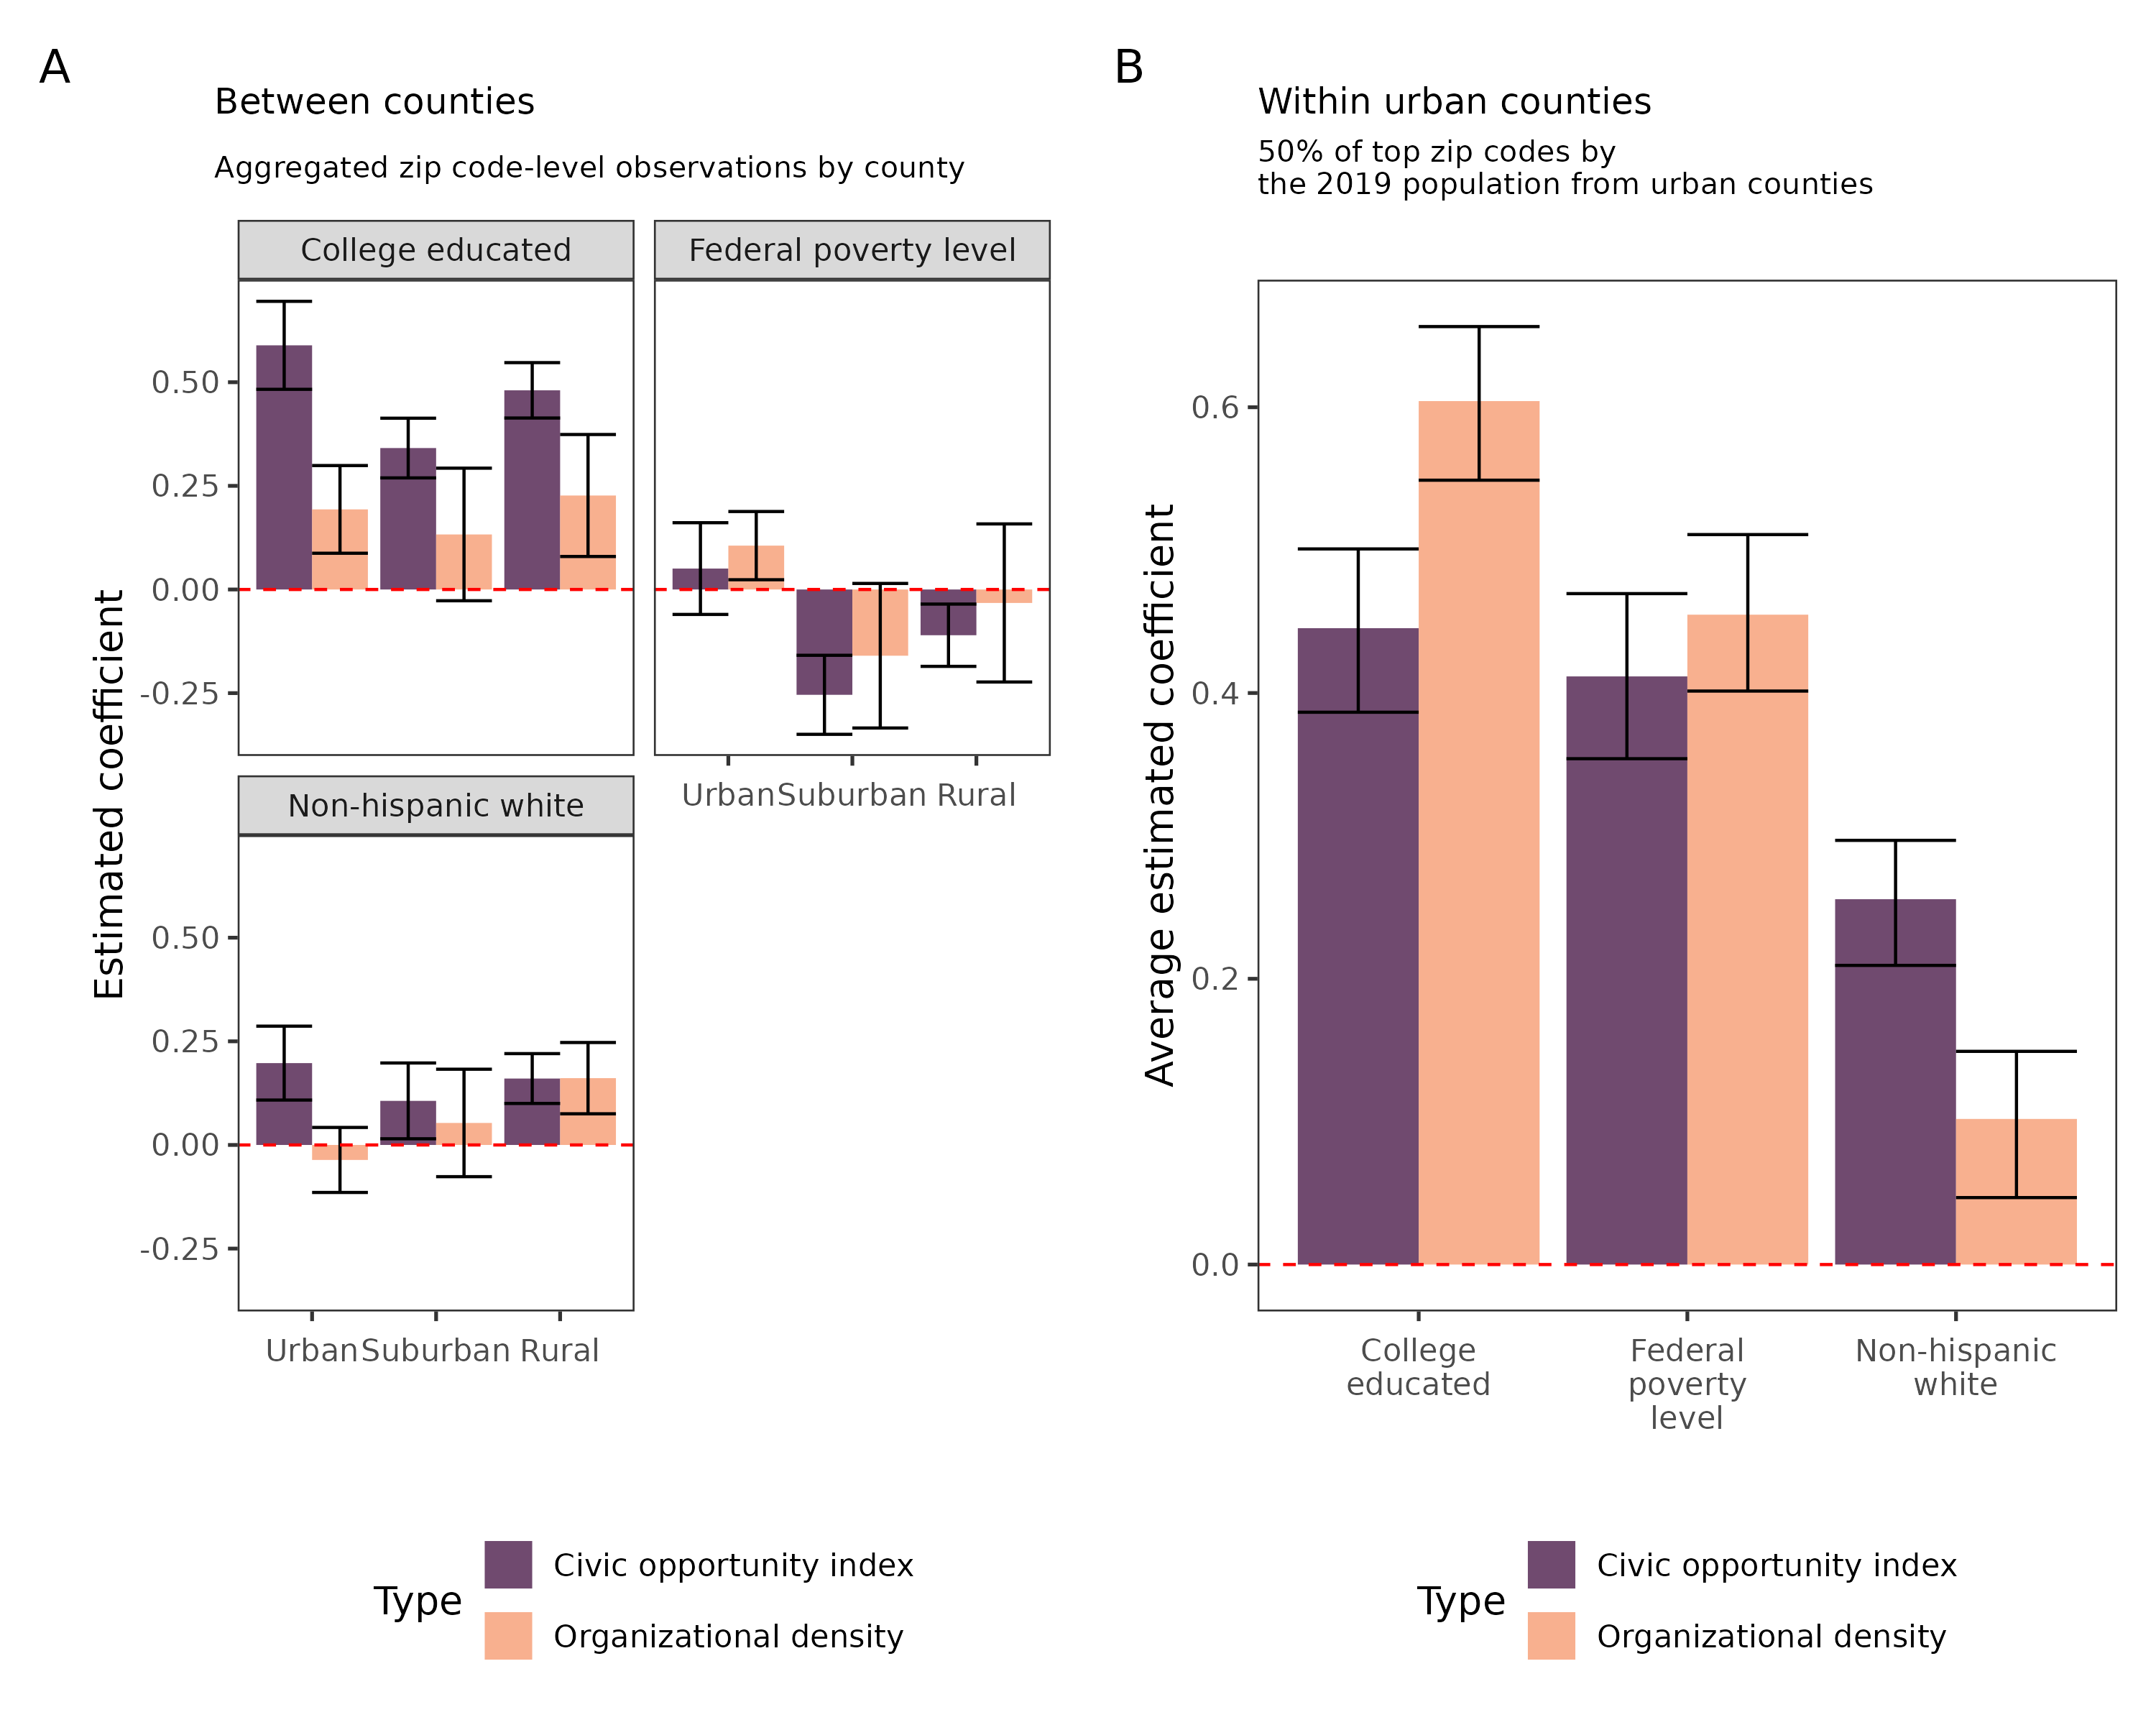 A
Between counties
Aggregated zip code-level observations by county
College educated
Federal poverty level
0.50
0.25
0.00
-0.25
Urban Suburban Rural
Non-hispanic white
0.50
0.25
0.00
-0.25
Urban Suburban Rural
Estimated coefficient
Type
Civic opportunity index
Organizational density
B
Within urban counties
50% of top zip codes by
the 2019 population from urban counties
Average estimated coefficient
0.6
0.4
0.2
0.0
College
educated
Federal
poverty
level
Non-hispanic
white
Type
Civic opportunity index
Organizational density